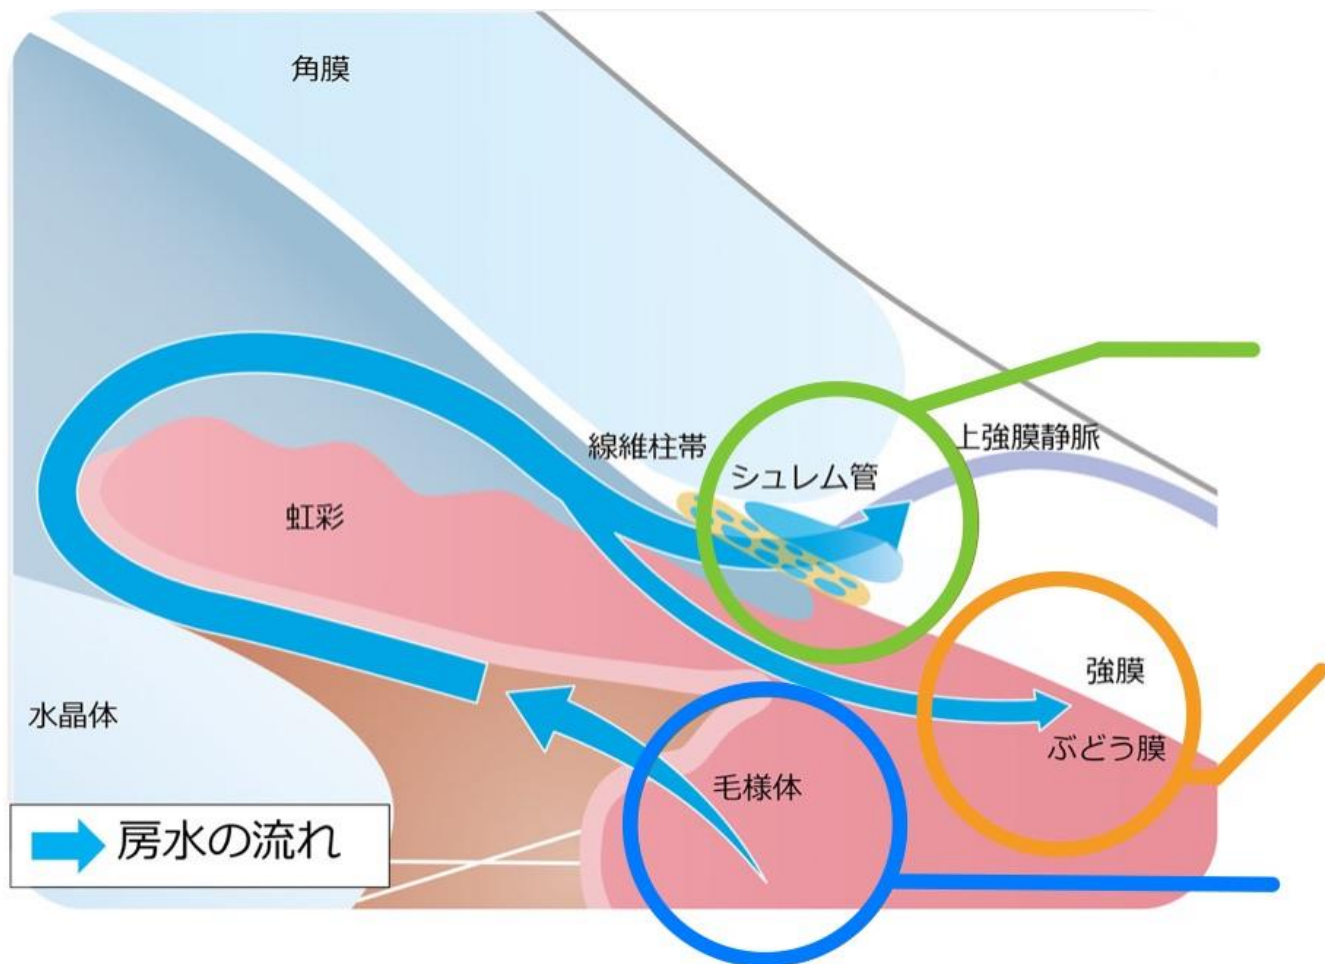 角膜
線維柱帯
シュレム管
上強膜静脈
虹彩
強膜
ぶどう膜
水晶体
毛様体
房水の流れ